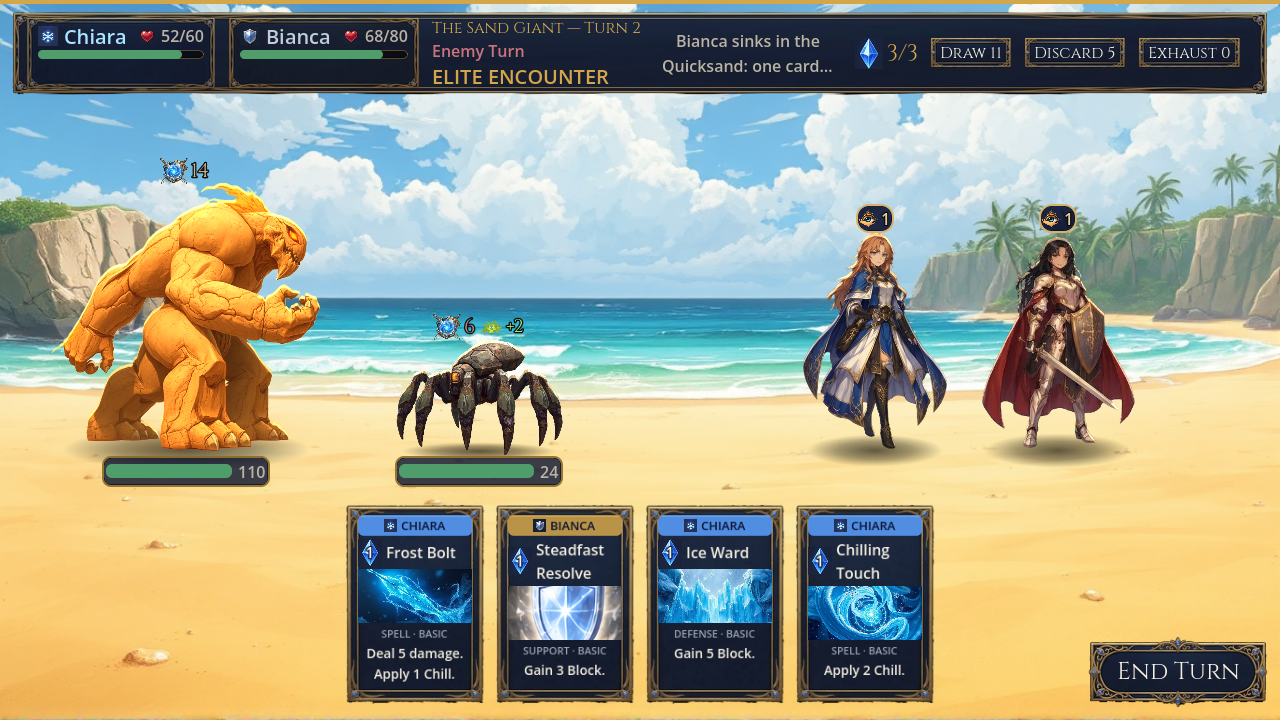 Chiara 52/60
Bianca 68/80
The Sand Giant — Turn 2
Enemy Turn
ELITE ENCOUNTER
Bianca sinks in the
Quicksand: one card...
3/3
Draw 11
Discard 5
Exhaust 0
14
6 +2
1
1
110
24
CHIARA
1 Frost Bolt
SPELL · BASIC
Deal 5 damage.
Apply 1 Chill.
BIANCA
1 Steadfast
Resolve
SUPPORT · BASIC
Gain 3 Block.
CHIARA
1 Ice Ward
DEFENSE · BASIC
Gain 5 Block.
CHIARA
1 Chilling
Touch
SPELL · BASIC
Apply 2 Chill.
End Turn